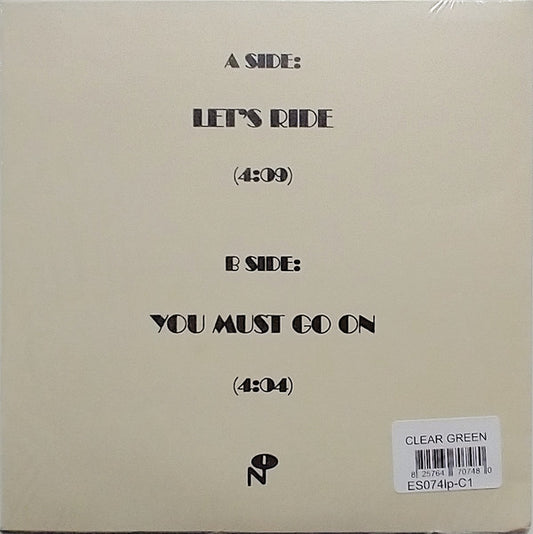 A SIDE:
LET'S RIDE
(4:09)
B SIDE:
YOU MUST GO ON
(4:04)
CLEAR GREEN
8 25764 70748 0
ES074lp-C1